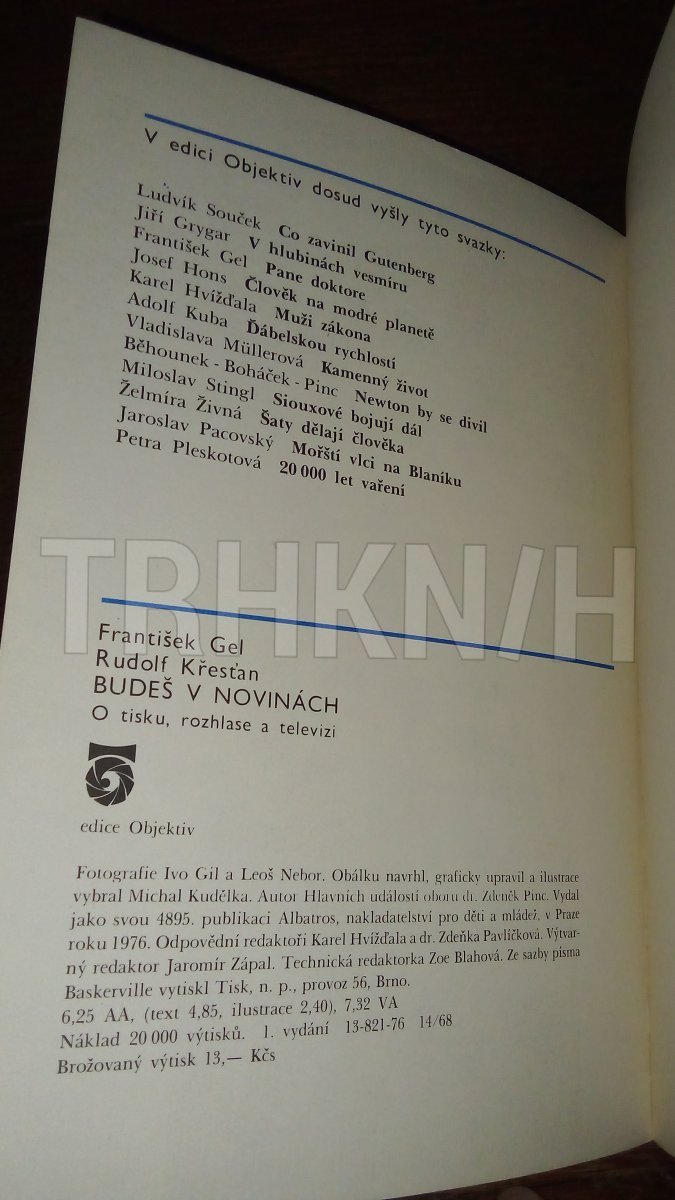 V edici Objektiv dosud vyšly tyto svazky:
Ludvík Souček Co zavinil Gutenberg
Jiří Grygar V hlubinách vesmíru
František Gel Pane doktore
Josef Hons Člověk na modré planetě
Karel Hvížďala Muži zákona
Adolf Kuba Ďábelskou rychlostí
Vladislava Müllerová Kamenný život
Běhounek - Boháček - Pinc Newton by se divil
Miloslav Stingl Siouxové bojují dál
Želmíra Živná Šaty dělají člověka
Jaroslav Pacovský Mořští vlci na Blaníku
Petra Pleskotová 20 000 let vaření
TRHKN/H
František Gel
Rudolf Křesťan
BUDEŠ V NOVINÁCH
O tisku, rozhlase a televizi
edice Objektiv
Fotografie Ivo Gil a Leoš Nebor. Obálku navrhl, graficky upravil a ilustrace
vybral Michal Kudělka. Autor Hlavních událostí oboru dr. Zdeněk Pinc. Vydal
jako svou 4895. publikaci Albatros, nakladatelství pro děti a mládež, v Praze
roku 1976. Odpovědní redaktoři Karel Hvížďala a dr. Zdeňka Pavlíčková. Výtvar-
ný redaktor Jaromír Zápal. Technická redaktorka Zoe Blahová. Ze sazby písma
Baskerville vytiskl Tisk, n. p., provoz 56, Brno.
6,25 AA, (text 4,85, ilustrace 2,40), 7,32 VA
Náklad 20 000 výtisků. 1. vydání 13-821-76 14/68
Brožovaný výtisk 13,— Kčs